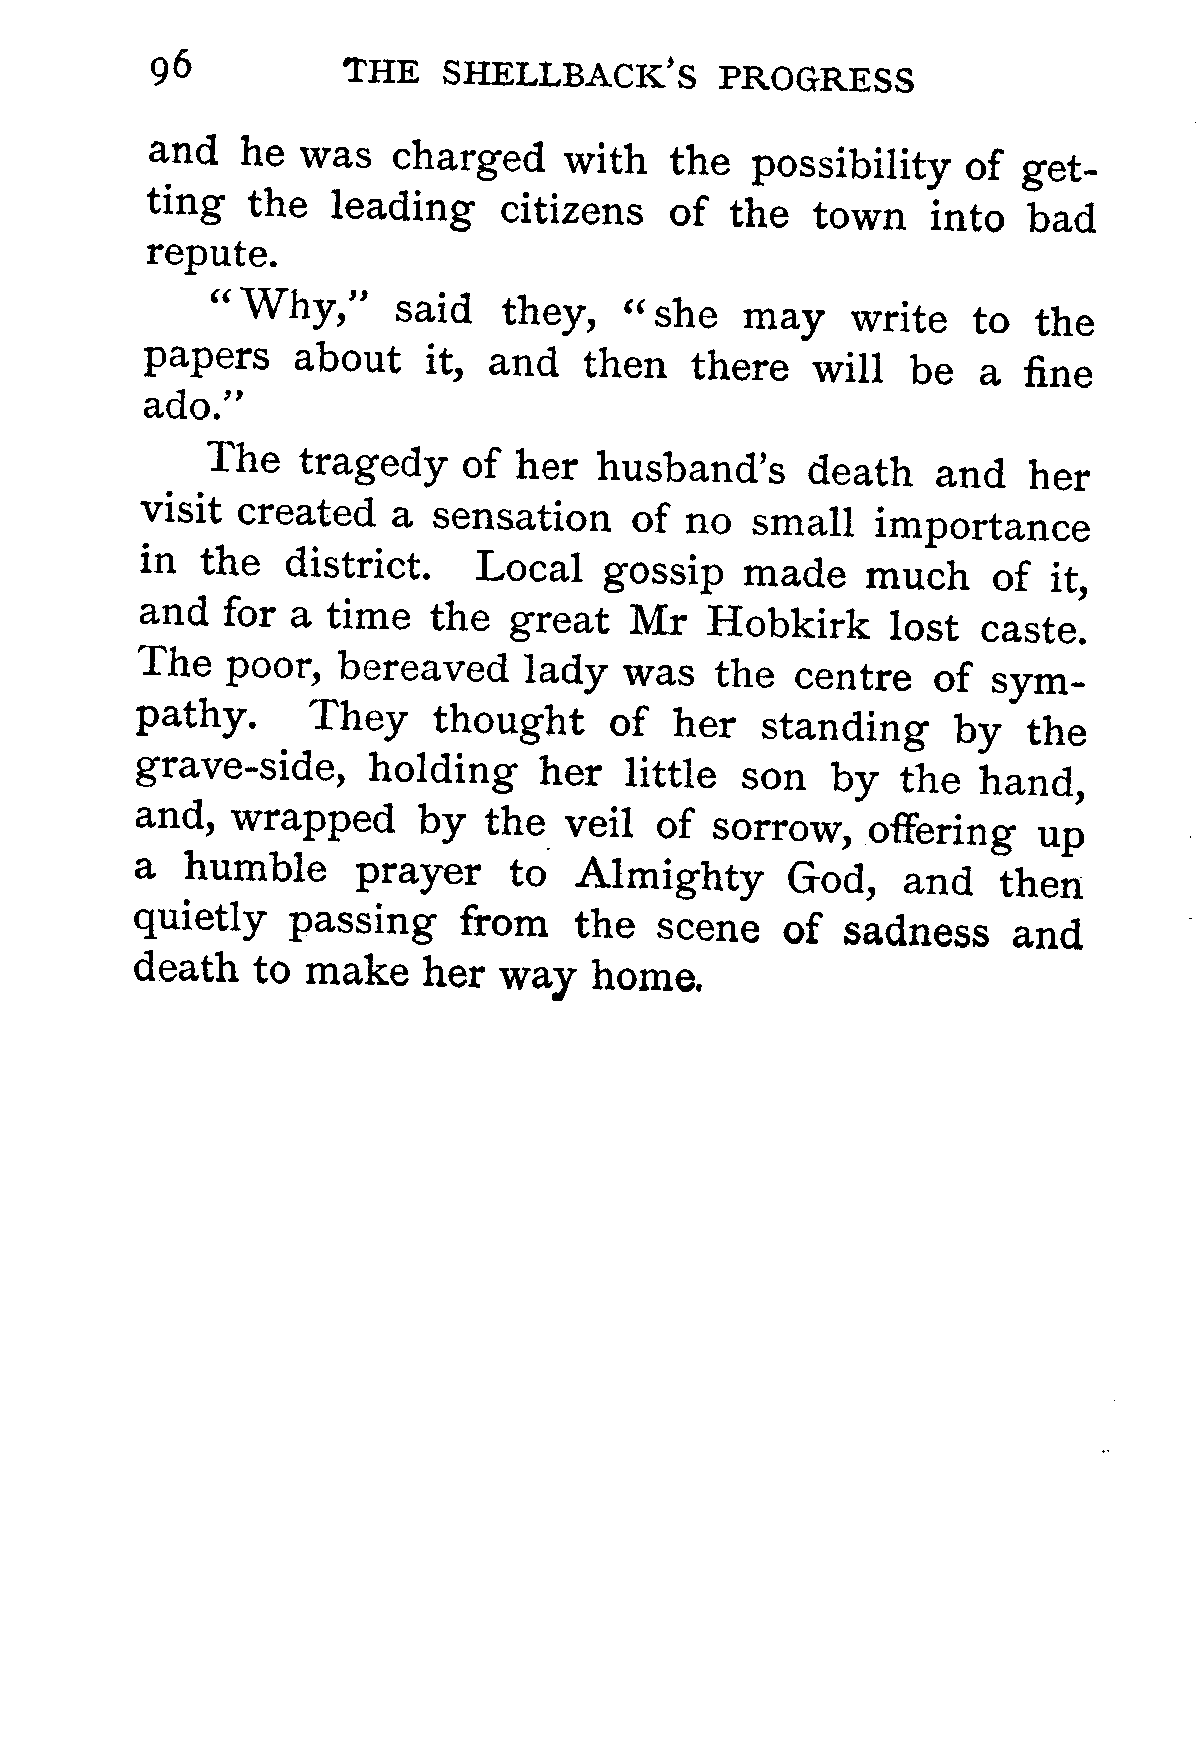 96 THE SHELLBACK'S PROGRESS
and he was charged with the possibility of get-
ting the leading citizens of the town into bad
repute.
"Why," said they, "she may write to the
papers about it, and then there will be a fine
ado."
The tragedy of her husband's death and her
visit created a sensation of no small importance
in the district. Local gossip made much of it,
and for a time the great Mr Hobkirk lost caste.
The poor, bereaved lady was the centre of sym-
pathy. They thought of her standing by the
grave-side, holding her little son by the hand,
and, wrapped by the veil of sorrow, offering up
a humble prayer to Almighty God, and then
quietly passing from the scene of sadness and
death to make her way home.